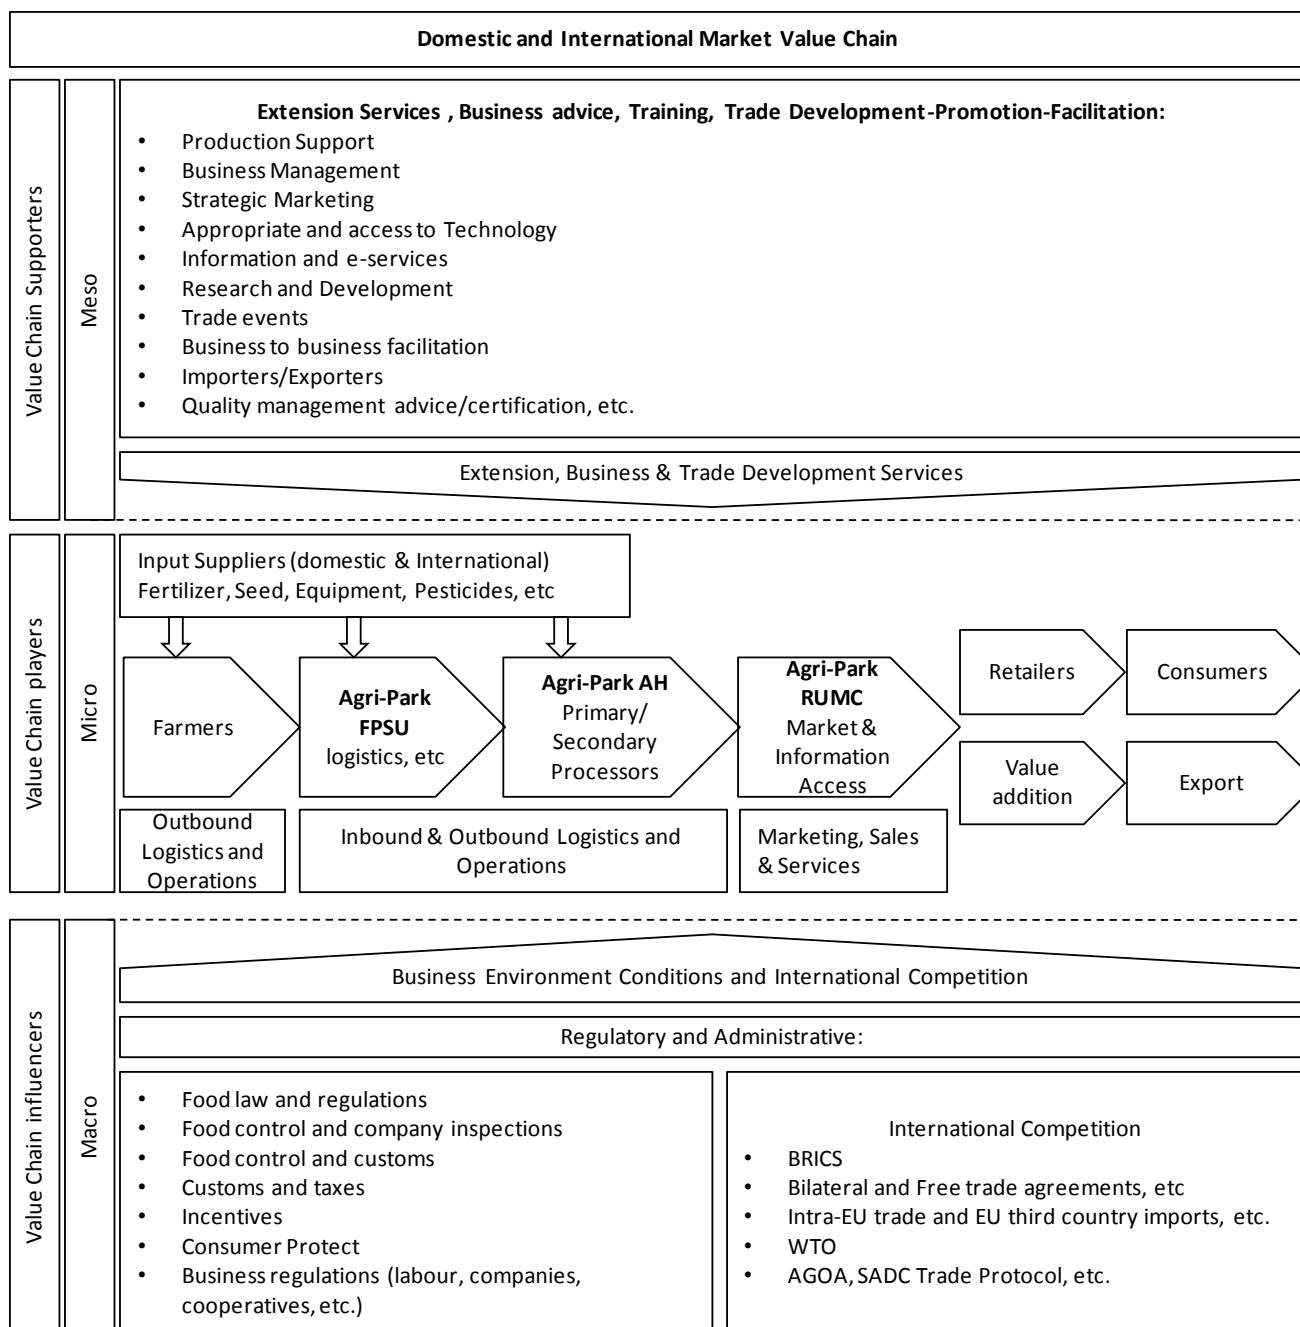 Domestic and International Market Value Chain
Value Chain Supporters
Meso
Extension Services , Business advice, Training, Trade Development-Promotion-Facilitation:
• Production Support
• Business Management
• Strategic Marketing
• Appropriate and access to Technology
• Information and e-services
• Research and Development
• Trade events
• Business to business facilitation
• Importers/Exporters
• Quality management advice/certification, etc.
Extension, Business & Trade Development Services
Value Chain players
Micro
Input Suppliers (domestic & International)
Fertilizer, Seed, Equipment, Pesticides, etc
Farmers
Agri-Park
FPSU
logistics, etc
Agri-Park AH
Primary/
Secondary
Processors
Agri-Park
RUMC
Market &
Information
Access
Retailers
Consumers
Value
addition
Export
Outbound
Logistics and
Operations
Inbound & Outbound Logistics and
Operations
Marketing, Sales
& Services
Value Chain influencers
Macro
Business Environment Conditions and International Competition
Regulatory and Administrative:
• Food law and regulations
• Food control and company inspections
• Food control and customs
• Customs and taxes
• Incentives
• Consumer Protect
• Business regulations (labour, companies,
cooperatives, etc.)
International Competition
• BRICS
• Bilateral and Free trade agreements, etc
• Intra-EU trade and EU third country imports, etc.
• WTO
• AGOA, SADC Trade Protocol, etc.